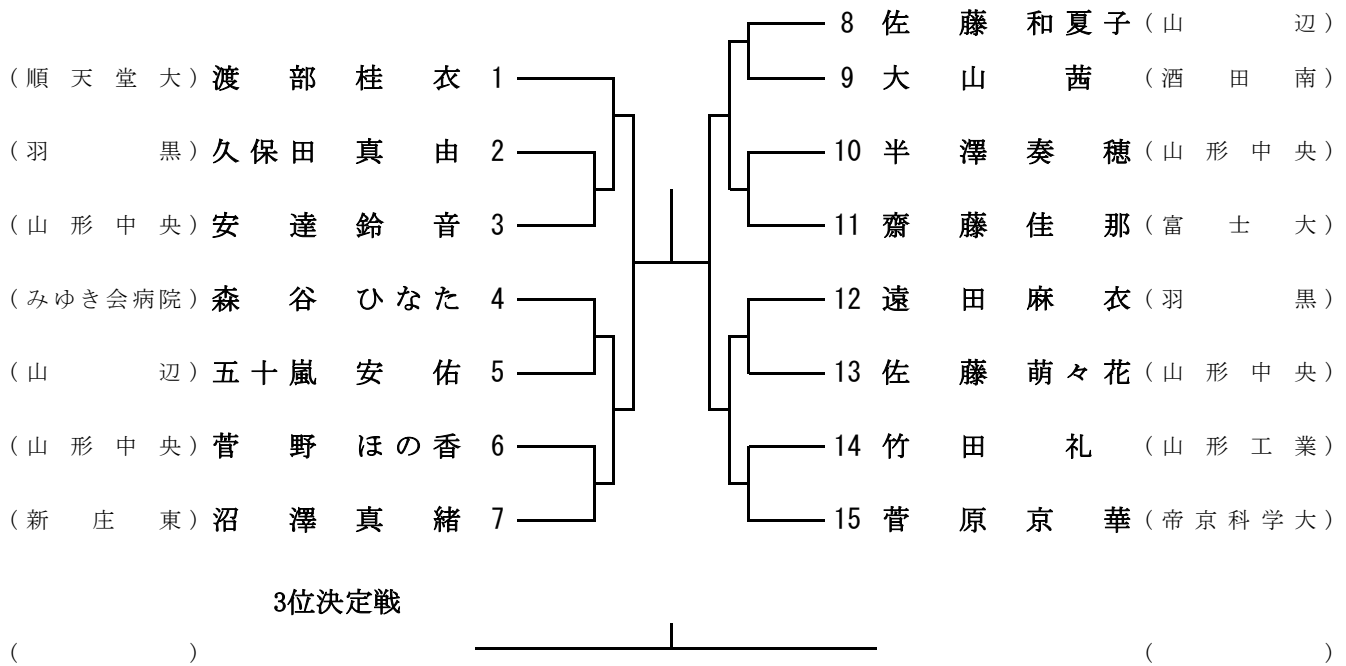 8 佐藤和夏子 (山辺)
(順天堂大) 渡部桂衣 1
9 大山茜 (酒田南)
(羽黒) 久保田真由 2
10 半澤奏穂 (山形中央)
(山形中央) 安達鈴音 3
11 齋藤佳那 (富士大)
(みゆき会病院) 森谷ひなた 4
12 遠田麻衣 (羽黒)
(山辺) 五十嵐安佑 5
13 佐藤萌々花 (山形中央)
(山形中央) 菅野ほの香 6
14 竹田礼 (山形工業)
(新庄東) 沼澤真緒 7
15 菅原京華 (帝京科学大)
3位決定戦
( ) ( )